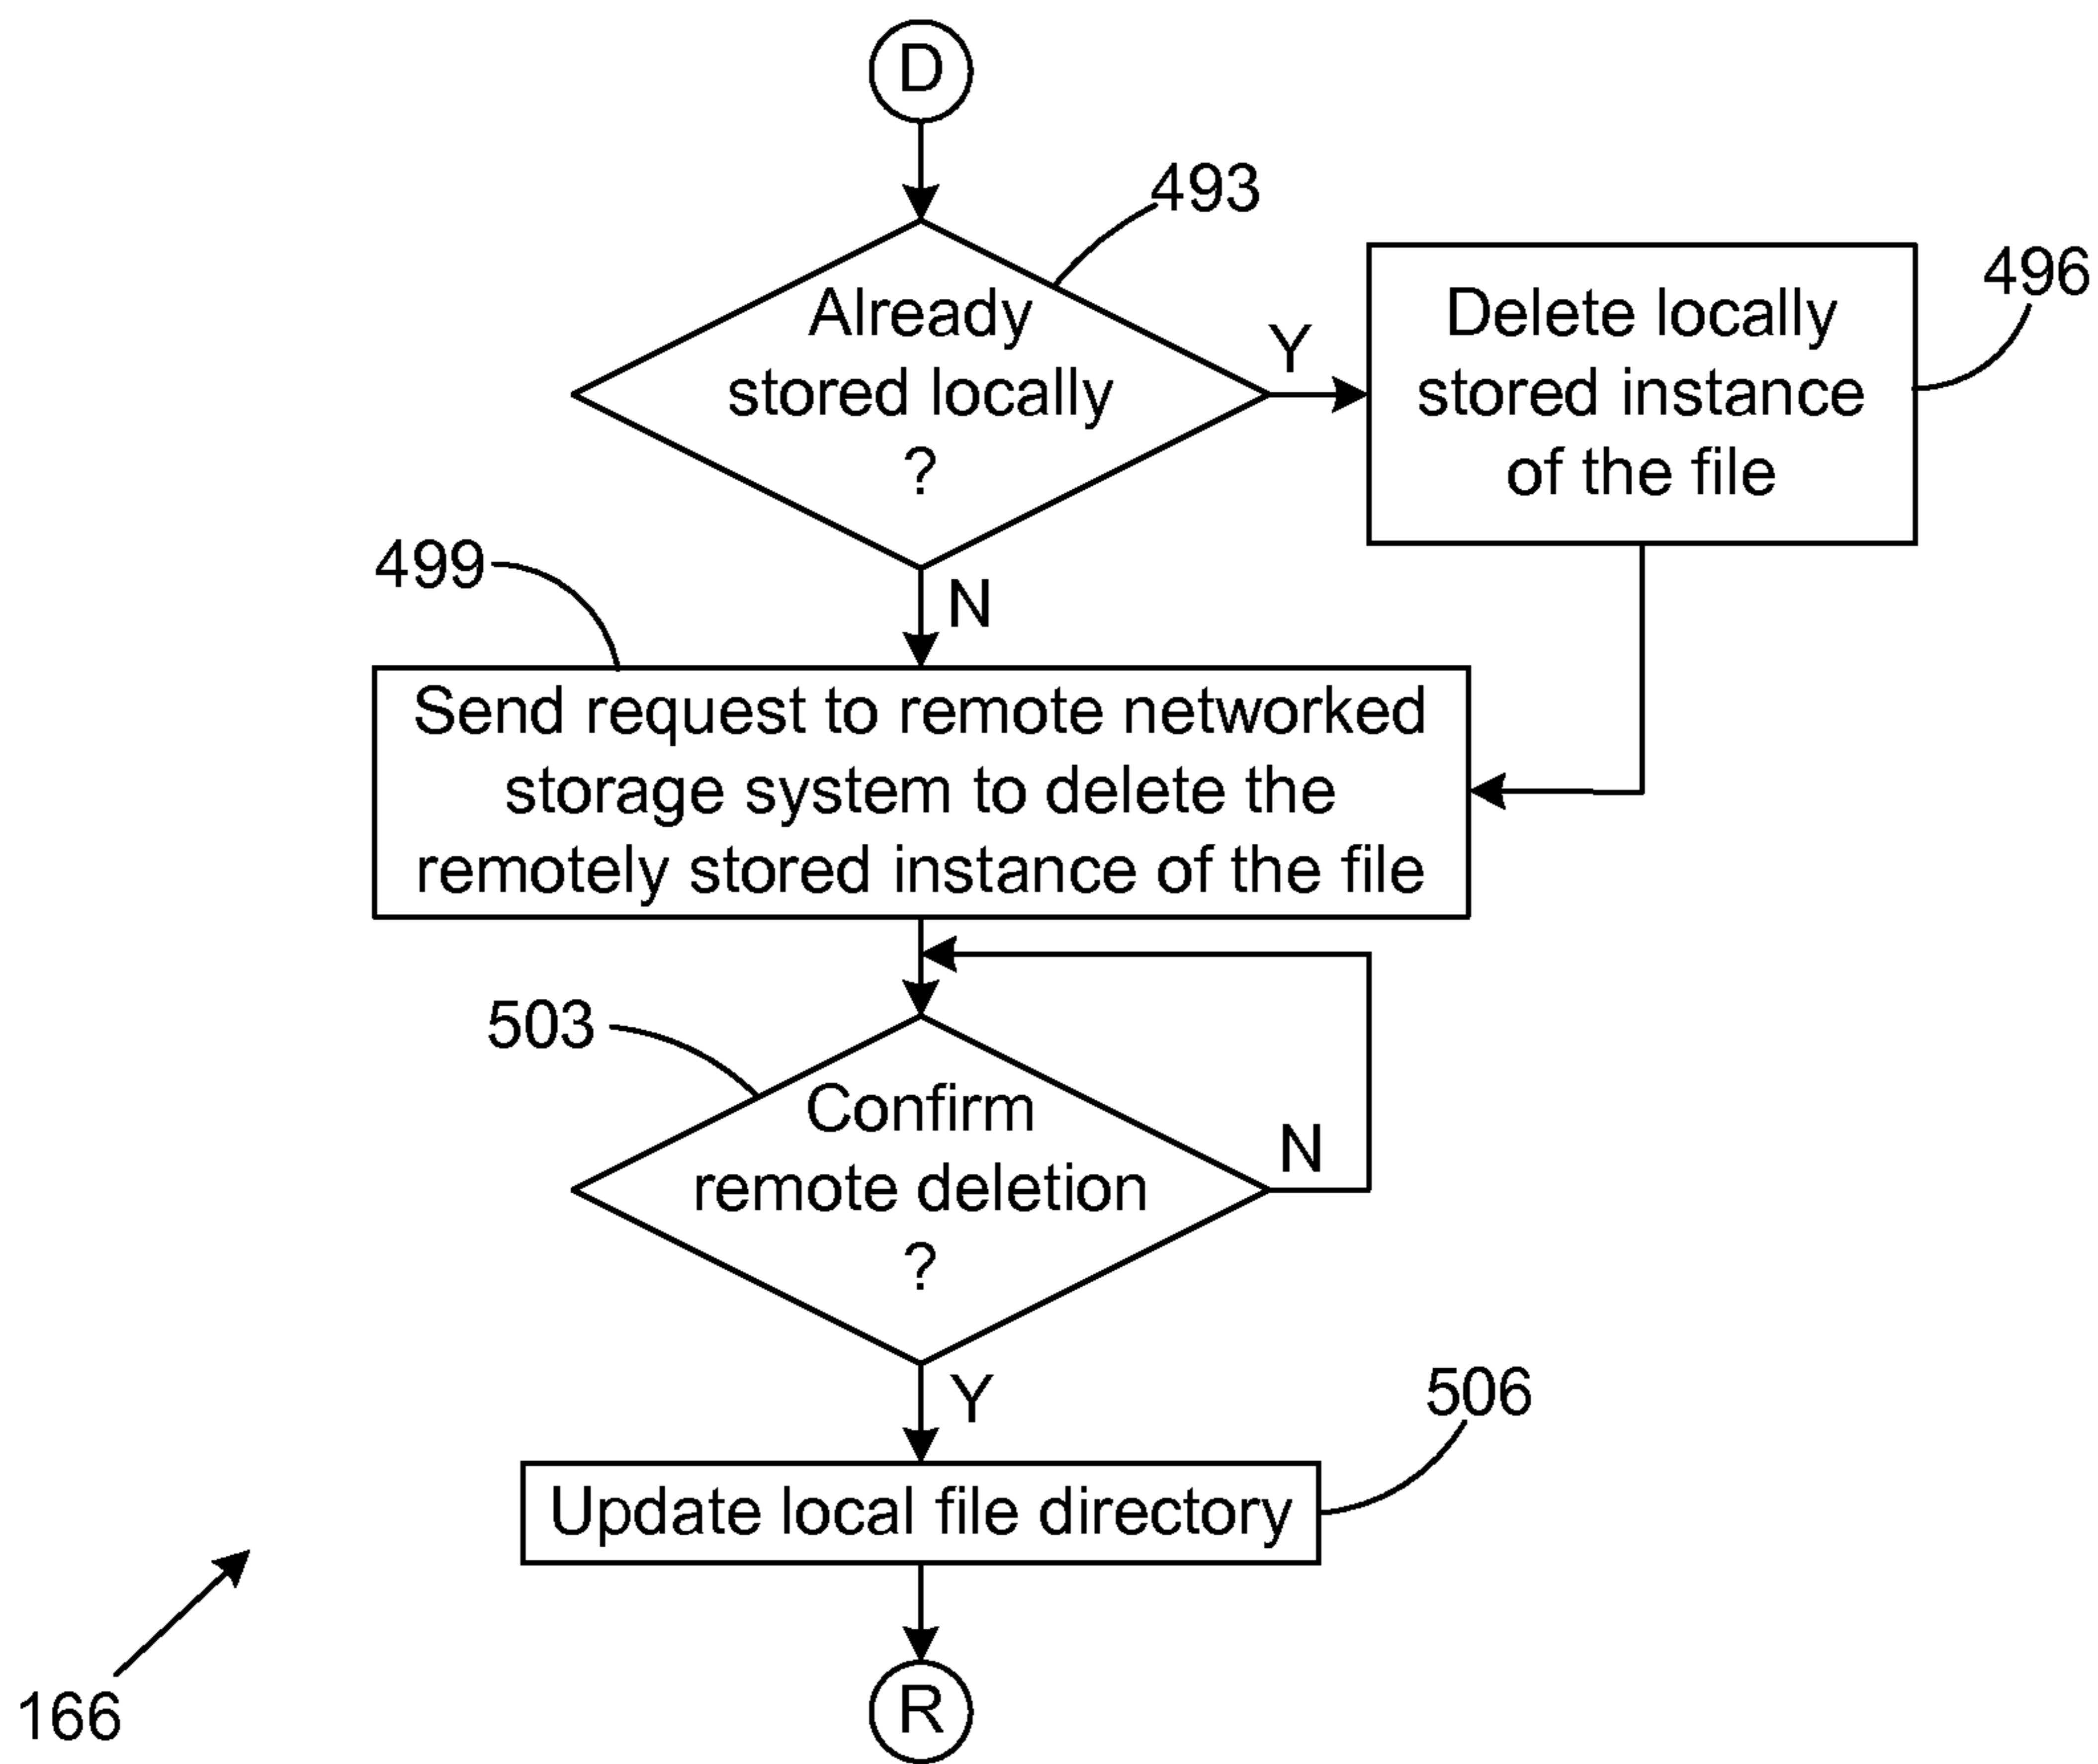 D
493
Already
stored locally
?
Y
Delete locally
stored instance
of the file
496
499
N
Send request to remote networked
storage system to delete the
remotely stored instance of the file
503
Confirm
remote deletion
?
N
Y
506
Update local file directory
166
R